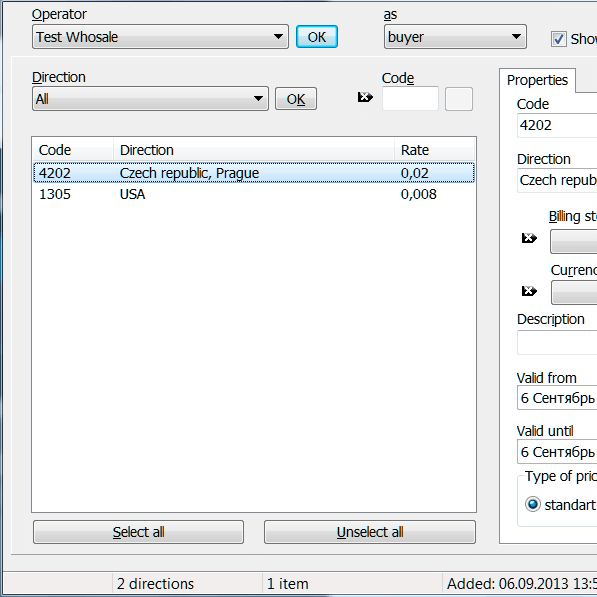 Operator as
Test Whosale OK buyer Show
Direction Code
All OK
Properties
Code
4202
Direction
Czech repub
Billing st
Currenc
Description
Valid from
6 Сентябрь
Valid until
6 Сентябрь
Type of pric
standart
Code Direction Rate
4202 Czech republic, Prague 0,02
1305 USA 0,008
Select all Unselect all
2 directions 1 item Added: 06.09.2013 13:5